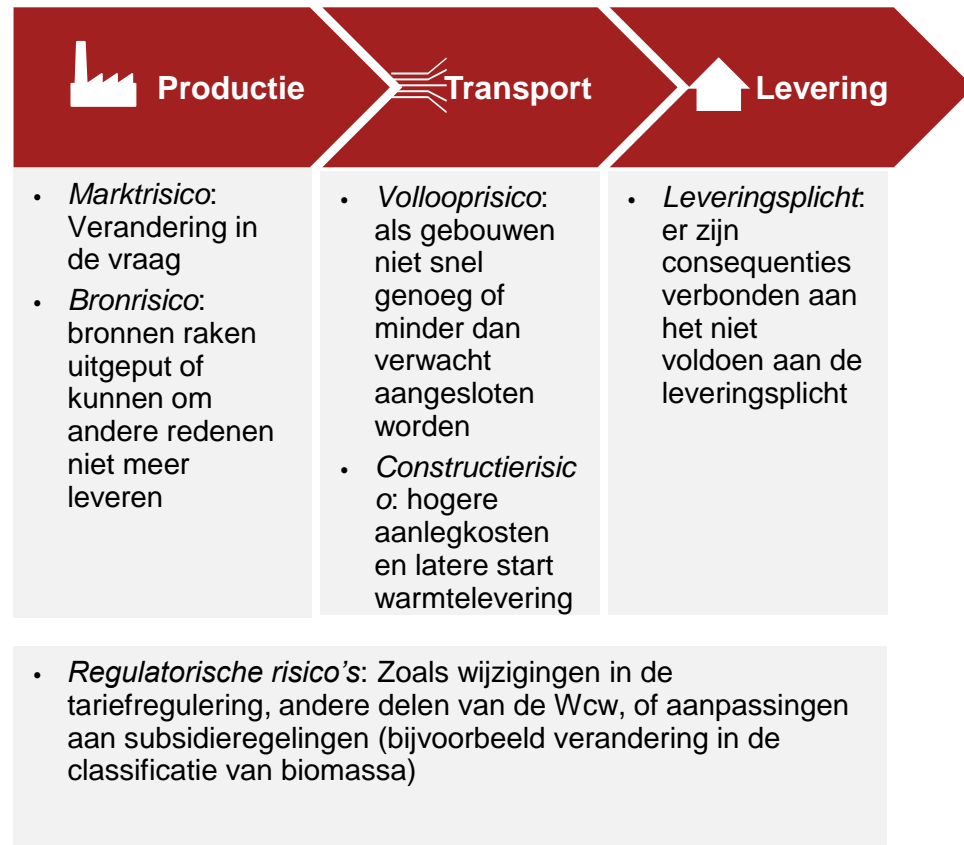 Productie
Transport
Levering
• Marktrisico:
Verandering in
de vraag
• Bronrisico:
bronnen raken
uitgeput of
kunnen om
andere redenen
niet meer
leveren
• Vollooprisico:
als gebouwen
niet snel
genoeg of
minder dan
verwacht
aangesloten
worden
• Constructierisic
o: hogere
aanlegkosten
en latere start
warmtelevering
• Leveringsplicht:
er zijn
consequenties
verbonden aan
het niet
voldoen aan de
leveringsplicht
• Regulatorische risico’s: Zoals wijzigingen in de
tariefregulering, andere delen van de Wcw, of aanpassingen
aan subsidieregelingen (bijvoorbeeld verandering in de
classificatie van biomassa)